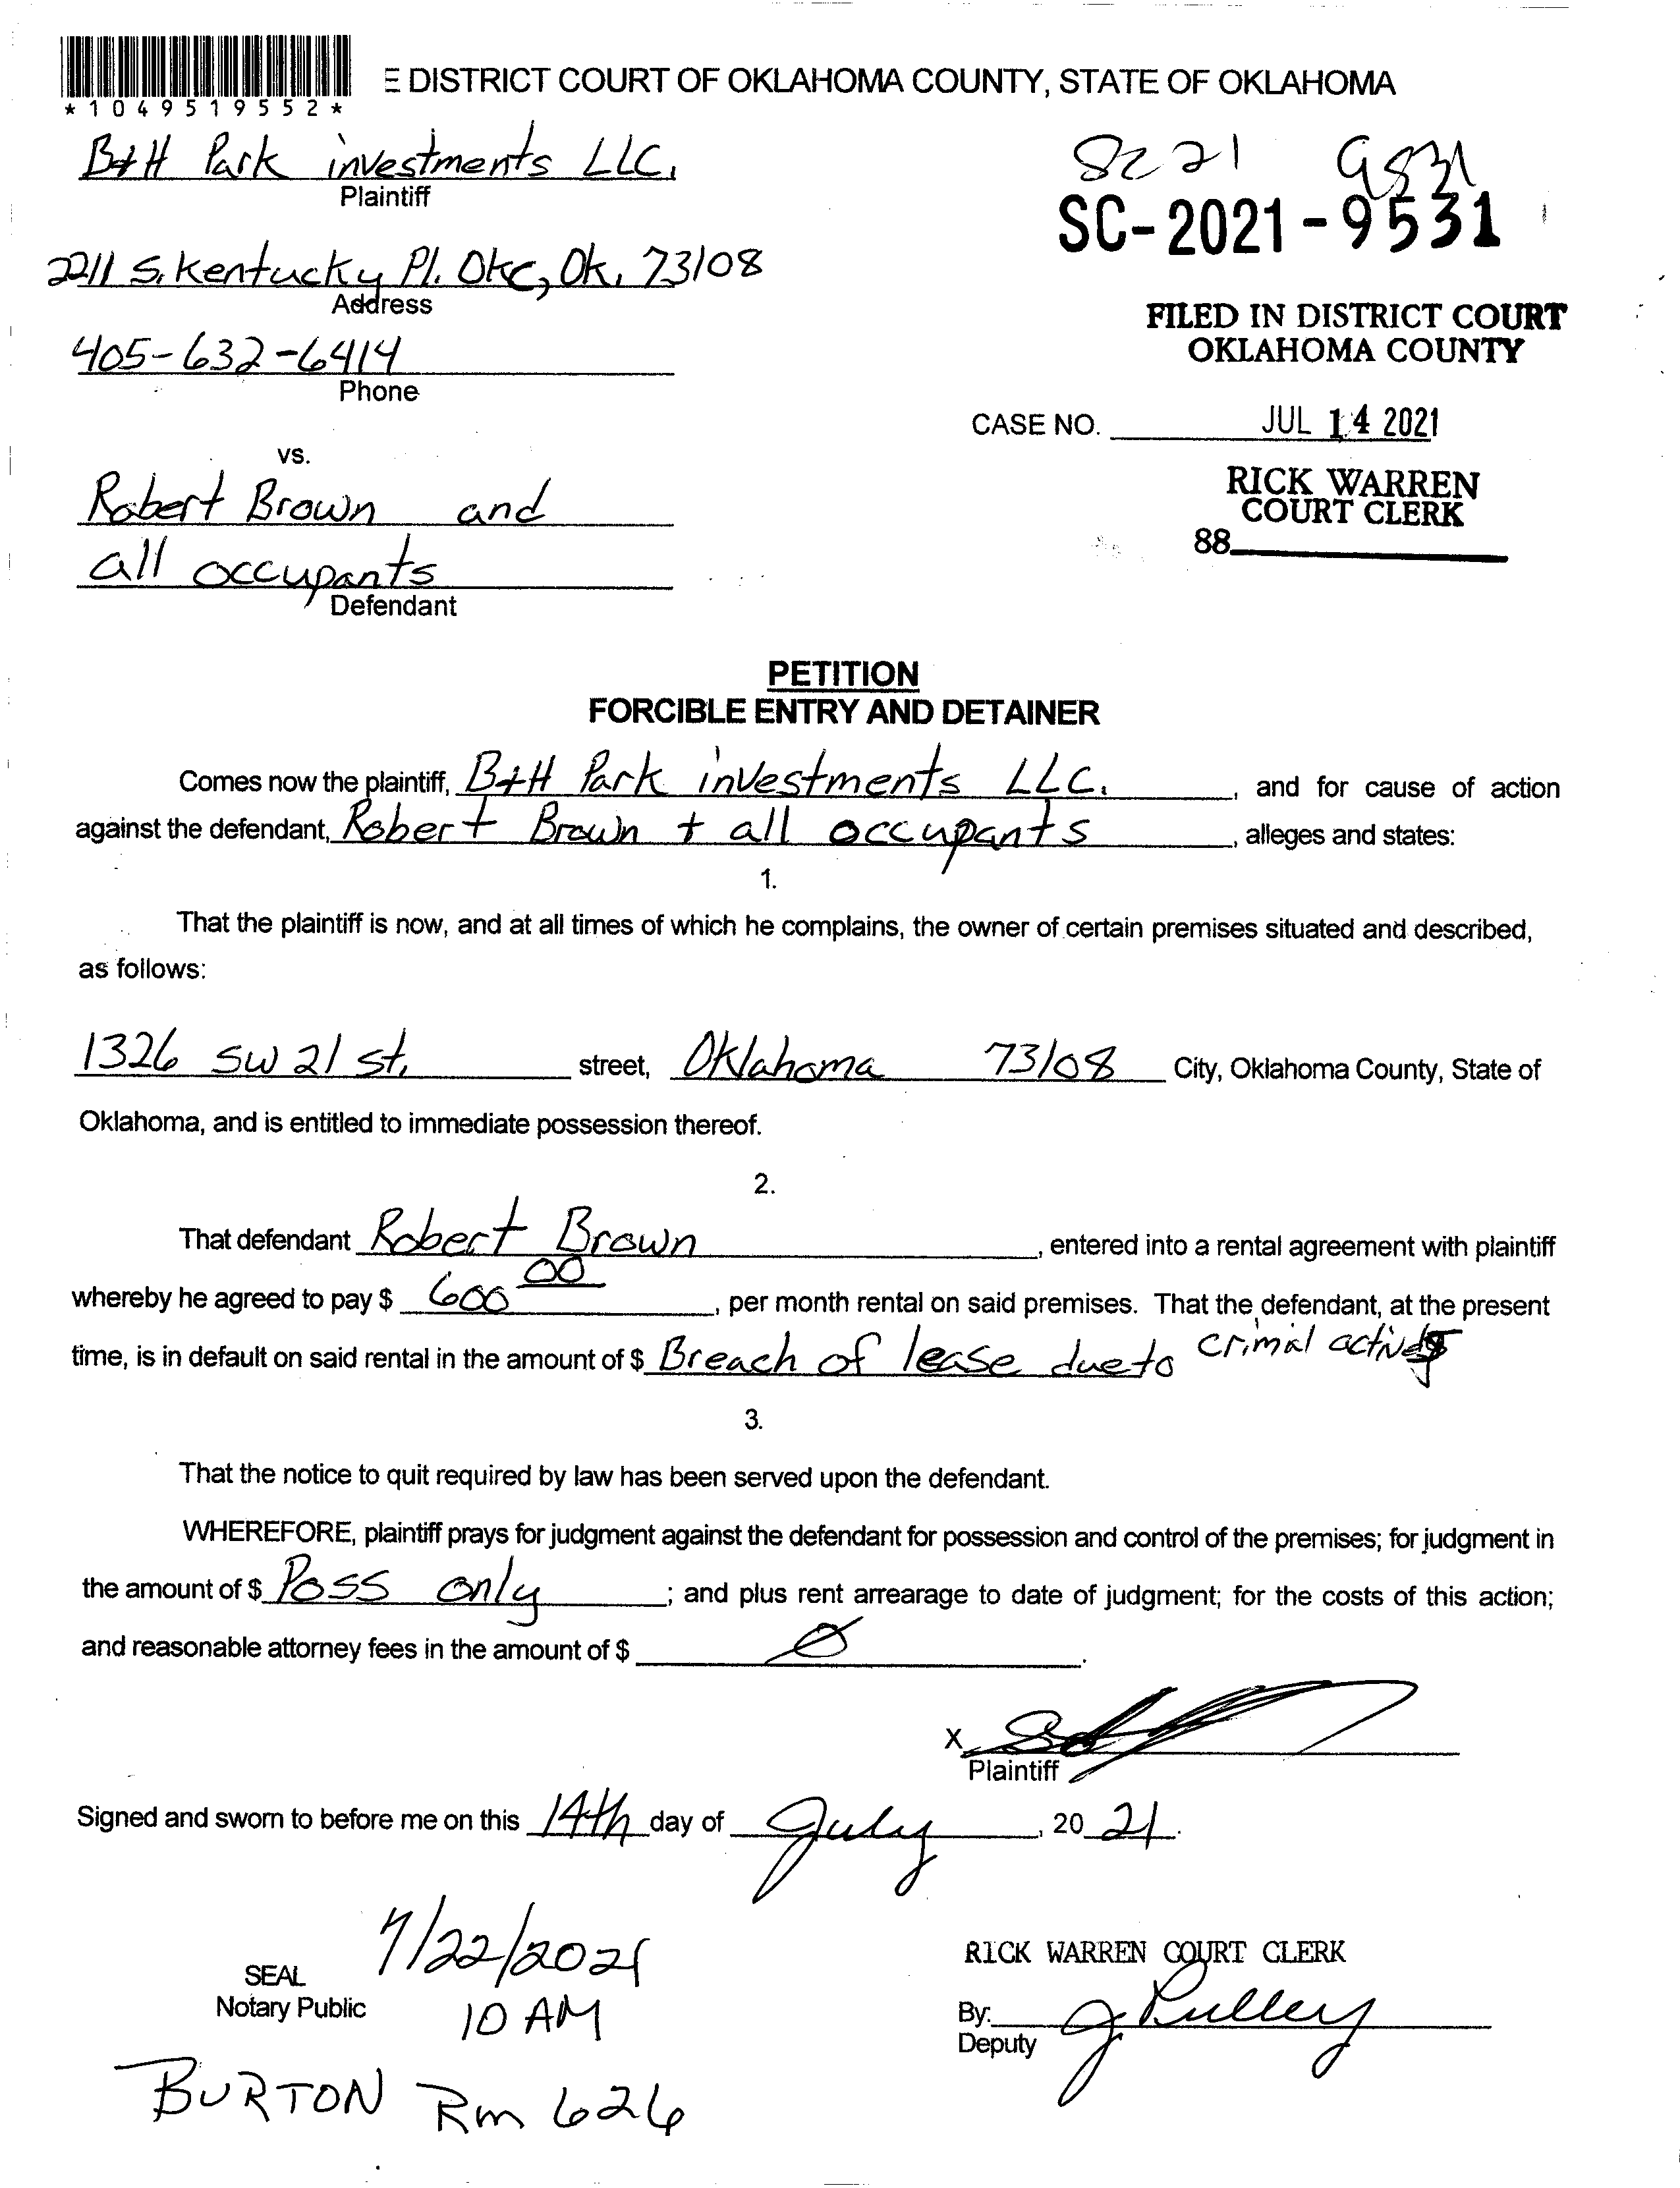 *1049519552*
E DISTRICT COURT OF OKLAHOMA COUNTY, STATE OF OKLAHOMA
B+H Park investments LLC.
Plaintiff
SC-2021-9531
2211 S. Kentucky Pl. Okc, Ok. 73108
Address
FILED IN DISTRICT COURT
OKLAHOMA COUNTY
405-632-6414
Phone
CASE NO. JUL 14 2021
vs.
RICK WARREN
COURT CLERK
88
Robert Brown and
all occupants
Defendant
PETITION
FORCIBLE ENTRY AND DETAINER
Comes now the plaintiff, B+H Park investments LLC. , and for cause of action
against the defendant, Robert Brown + all occupants , alleges and states:
1.
That the plaintiff is now, and at all times of which he complains, the owner of certain premises situated and described,
as follows:
1326 SW 21 st. street, Oklahoma 73108 City, Oklahoma County, State of
Oklahoma, and is entitled to immediate possession thereof.
2.
That defendant Robert Brown , entered into a rental agreement with plaintiff
whereby he agreed to pay $ 600 00 , per month rental on said premises. That the defendant, at the present
time, is in default on said rental in the amount of $ Breach of lease due to crimal
3.
That the notice to quit required by law has been served upon the defendant.
WHEREFORE, plaintiff prays for judgment against the defendant for possession and control of the premises; for judgment in
the amount of $ Poss only ; and plus rent arrearage to date of judgment; for the costs of this action;
and reasonable attorney fees in the amount of $ Ø .
X
Plaintiff
Signed and sworn to before me on this 14th day of July , 20 21.
7/22/2021
SEAL
Notary Public
10 AM
RICK WARREN COURT CLERK
By: J Pulley
Deputy
BURTON Rm 626